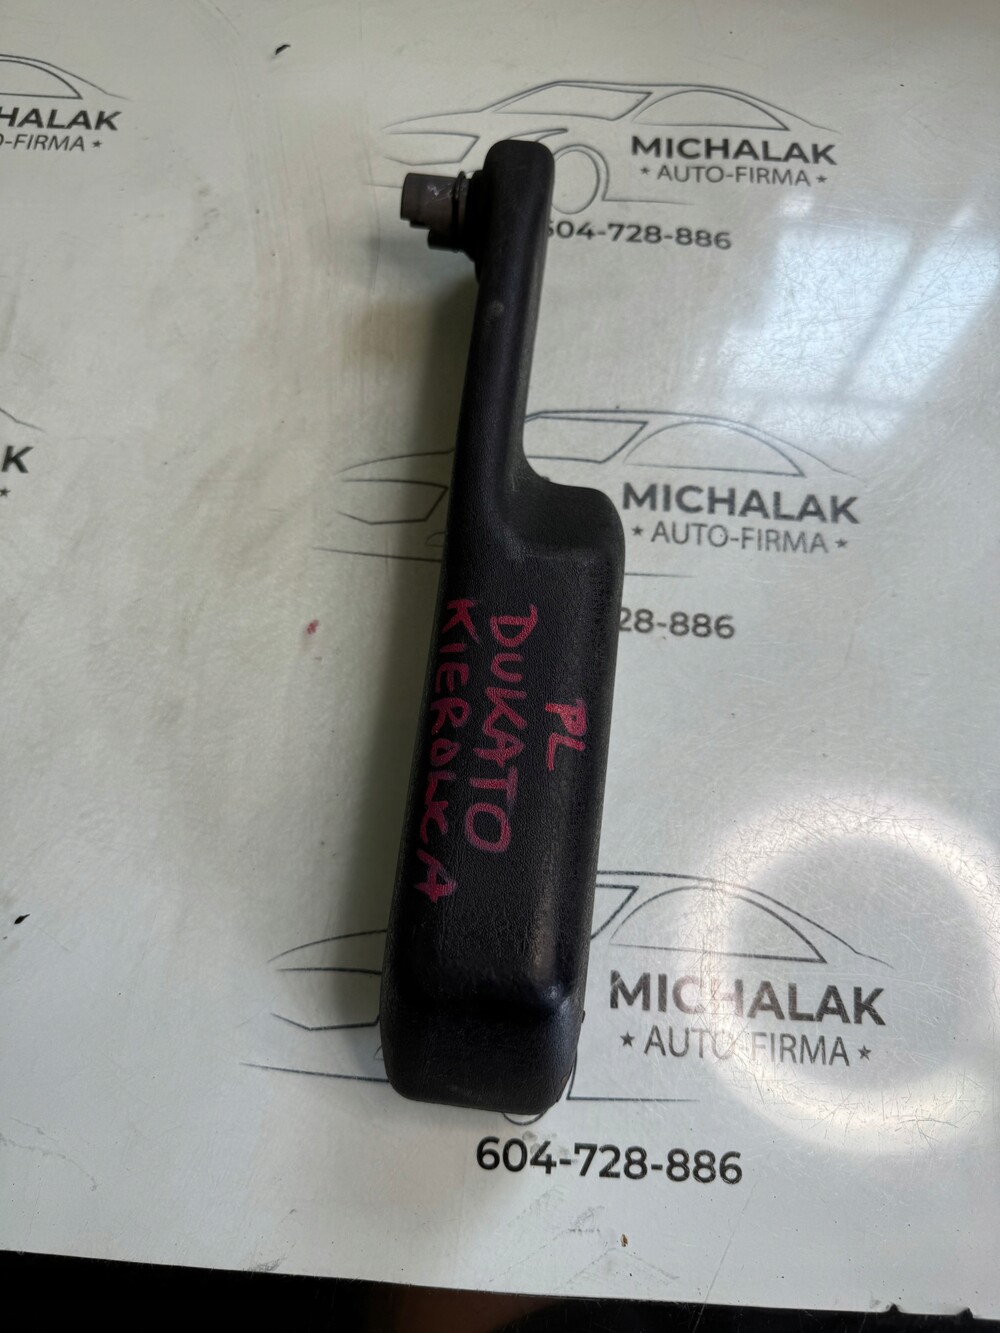 HALAK
O-FIRMA ★
MICHALAK
★ AUTO-FIRMA ★
604-728-886
K
★
MICHALAK
★ AUTO-FIRMA ★
28-886
PL
DUKATO
KIEROWCA
MICHALAK
★ AUTO-FIRMA ★
604-728-886